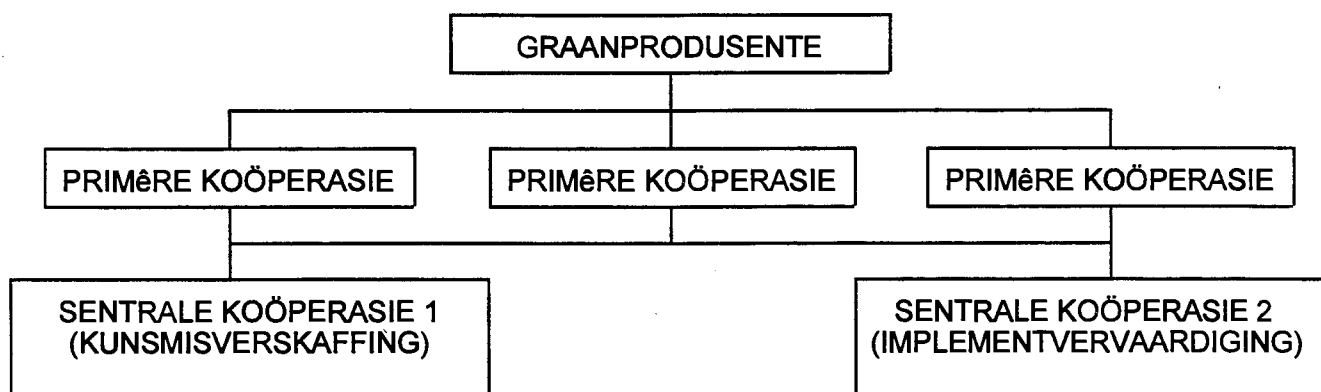 GRAANPRODUSENTE
PRIMêRE KOÖPERASIE
PRIMêRE KOÖPERASIE
PRIMêRE KOÖPERASIE
SENTRALE KOÖPERASIE 1
(KUNSMISVERSKAFFING)
SENTRALE KOÖPERASIE 2
(IMPLEMENTVERVAARDIGING)